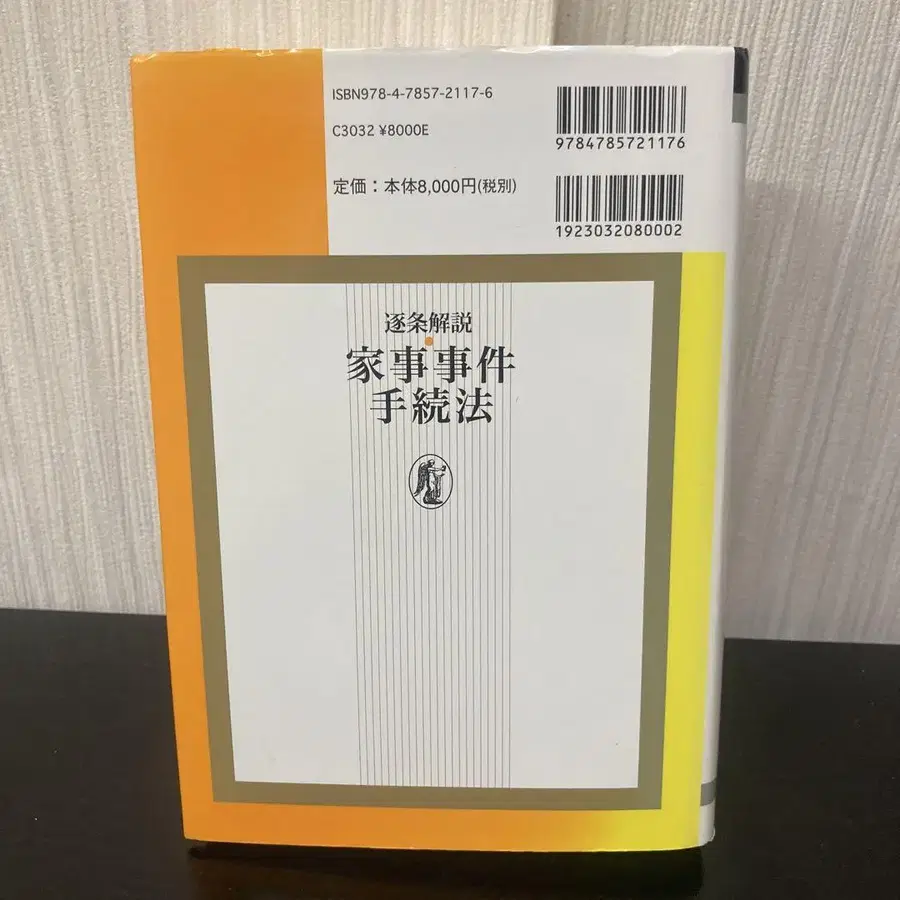 ISBN978-4-7857-2117-6
C3032 ¥8000E
定価：本体8,000円(税別)
9784785721176
1923032080002
逐条解説
家事事件
手続法